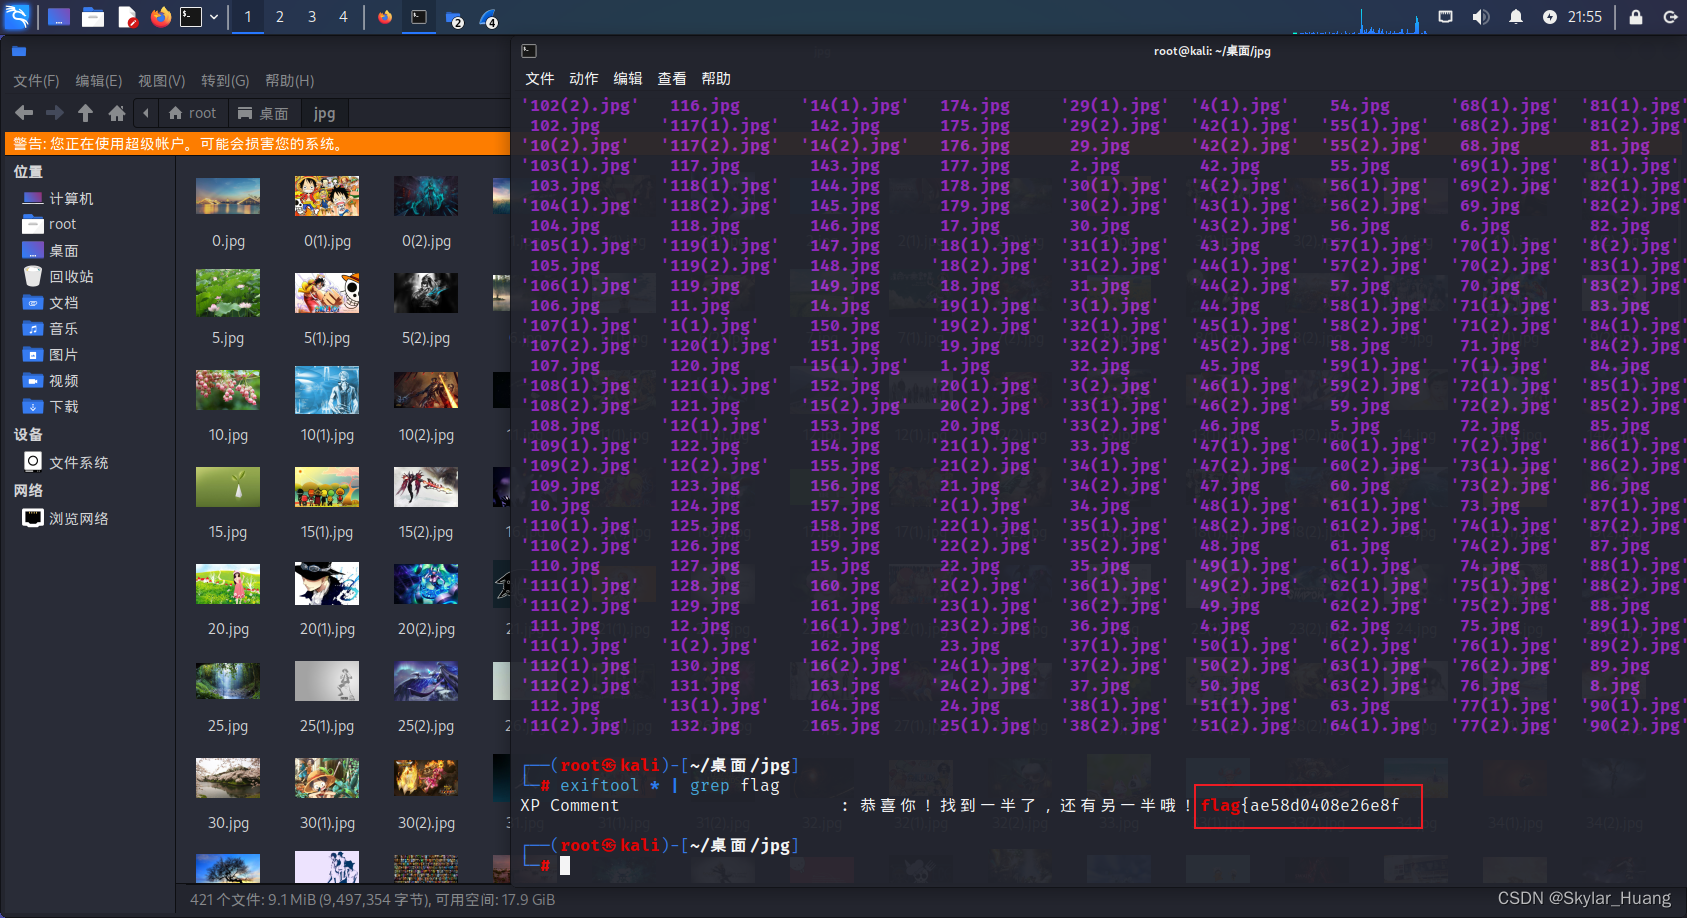 1 2 3 4 2 4 21:55
root@kali: ~/桌面/jpg
文件(F) 编辑(E) 视图(V) 转到(G) 帮助(H)
root 桌面 jpg
警告: 您正在使用超级帐户。可能会损害您的系统。
位置
计算机
root
桌面
回收站
文档
音乐
图片
视频
下载
设备
文件系统
网络
浏览网络
0.jpg 0(1).jpg 0(2).jpg
5.jpg 5(1).jpg 5(2).jpg
10.jpg 10(1).jpg 10(2).jpg
15.jpg 15(1).jpg 15(2).jpg
20.jpg 20(1).jpg 20(2).jpg
25.jpg 25(1).jpg 25(2).jpg
30.jpg 30(1).jpg 30(2).jpg
421 个文件: 9.1 MiB (9,497,354 字节), 可用空间: 17.9 GiB
文件 动作 编辑 查看 帮助
'102(2).jpg' 116.jpg '14(1).jpg' 174.jpg '29(1).jpg' '4(1).jpg' 54.jpg '68(1).jpg' '81(1).jpg'
102.jpg '117(1).jpg' 142.jpg 175.jpg '29(2).jpg' '42(1).jpg' '55(1).jpg' '68(2).jpg' '81(2).jpg'
'10(2).jpg' '117(2).jpg' '14(2).jpg' 176.jpg 29.jpg '42(2).jpg' '55(2).jpg' 68.jpg 81.jpg
'103(1).jpg' 117.jpg 143.jpg 177.jpg 2.jpg 42.jpg 55.jpg '69(1).jpg' '8(1).jpg'
103.jpg '118(1).jpg' 144.jpg 178.jpg '30(1).jpg' '4(2).jpg' '56(1).jpg' '69(2).jpg' '82(1).jpg'
'104(1).jpg' '118(2).jpg' 145.jpg 179.jpg '30(2).jpg' '43(1).jpg' '56(2).jpg' 69.jpg '82(2).jpg'
104.jpg 118.jpg 146.jpg 17.jpg 30.jpg '43(2).jpg' 56.jpg 6.jpg 82.jpg
'105(1).jpg' '119(1).jpg' 147.jpg '18(1).jpg' '31(1).jpg' 43.jpg '57(1).jpg' '70(1).jpg' '8(2).jpg'
105.jpg '119(2).jpg' 148.jpg '18(2).jpg' '31(2).jpg' '44(1).jpg' '57(2).jpg' '70(2).jpg' '83(1).jpg'
'106(1).jpg' 119.jpg 149.jpg 18.jpg 31.jpg '44(2).jpg' 57.jpg 70.jpg '83(2).jpg'
106.jpg 11.jpg 14.jpg '19(1).jpg' '3(1).jpg' 44.jpg '58(1).jpg' '71(1).jpg' 83.jpg
'107(1).jpg' '1(1).jpg' 150.jpg '19(2).jpg' '32(1).jpg' '45(1).jpg' '58(2).jpg' '71(2).jpg' '84(1).jpg'
'107(2).jpg' '120(1).jpg' 151.jpg 19.jpg '32(2).jpg' '45(2).jpg' 58.jpg 71.jpg '84(2).jpg'
107.jpg 120.jpg '15(1).jpg' 1.jpg 32.jpg 45.jpg '59(1).jpg' '7(1).jpg' 84.jpg
'108(1).jpg' '121(1).jpg' 152.jpg '20(1).jpg' '3(2).jpg' '46(1).jpg' '59(2).jpg' '72(1).jpg' '85(1).jpg'
'108(2).jpg' 121.jpg '15(2).jpg' '20(2).jpg' '33(1).jpg' '46(2).jpg' 59.jpg '72(2).jpg' '85(2).jpg'
108.jpg '12(1).jpg' 153.jpg 20.jpg '33(2).jpg' 46.jpg 5.jpg 72.jpg 85.jpg
'109(1).jpg' 122.jpg 154.jpg '21(1).jpg' 33.jpg '47(1).jpg' '60(1).jpg' '7(2).jpg' '86(1).jpg'
'109(2).jpg' '12(2).jpg' 155.jpg '21(2).jpg' '34(1).jpg' '47(2).jpg' '60(2).jpg' '73(1).jpg' '86(2).jpg'
109.jpg 123.jpg 156.jpg 21.jpg '34(2).jpg' 47.jpg 60.jpg '73(2).jpg' 86.jpg
10.jpg 124.jpg 157.jpg '2(1).jpg' 34.jpg '48(1).jpg' '61(1).jpg' 73.jpg '87(1).jpg'
'110(1).jpg' 125.jpg 158.jpg '22(1).jpg' '35(1).jpg' '48(2).jpg' '61(2).jpg' '74(1).jpg' '87(2).jpg'
'110(2).jpg' 126.jpg 159.jpg '22(2).jpg' '35(2).jpg' 48.jpg 61.jpg '74(2).jpg' 87.jpg
110.jpg 127.jpg 15.jpg 22.jpg 35.jpg '49(1).jpg' '6(1).jpg' 74.jpg '88(1).jpg'
'111(1).jpg' 128.jpg 160.jpg '2(2).jpg' '36(1).jpg' '49(2).jpg' '62(1).jpg' '75(1).jpg' '88(2).jpg'
'111(2).jpg' 129.jpg 161.jpg '23(1).jpg' '36(2).jpg' 49.jpg '62(2).jpg' '75(2).jpg' 88.jpg
111.jpg 12.jpg '16(1).jpg' '23(2).jpg' 36.jpg 4.jpg 62.jpg 75.jpg '89(1).jpg'
'11(1).jpg' '1(2).jpg' 162.jpg 23.jpg '37(1).jpg' '50(1).jpg' '6(2).jpg' '76(1).jpg' '89(2).jpg'
'112(1).jpg' 130.jpg '16(2).jpg' '24(1).jpg' '37(2).jpg' '50(2).jpg' '63(1).jpg' '76(2).jpg' 89.jpg
'112(2).jpg' 131.jpg 163.jpg '24(2).jpg' 37.jpg 50.jpg '63(2).jpg' 76.jpg 8.jpg
112.jpg '13(1).jpg' 164.jpg 24.jpg '38(1).jpg' '51(1).jpg' 63.jpg '77(1).jpg' '90(1).jpg'
'11(2).jpg' 132.jpg 165.jpg '25(1).jpg' '38(2).jpg' '51(2).jpg' '64(1).jpg' '77(2).jpg' '90(2).jpg'
┌──(root㉿kali)-[~/桌面/jpg]
└─# exiftool * | grep flag
XP Comment : 恭喜你！找到一半了，还有另一半哦！flag{ae58d0408e26e8f
┌──(root㉿kali)-[~/桌面/jpg]
└─#
CSDN @Skylar_Huang